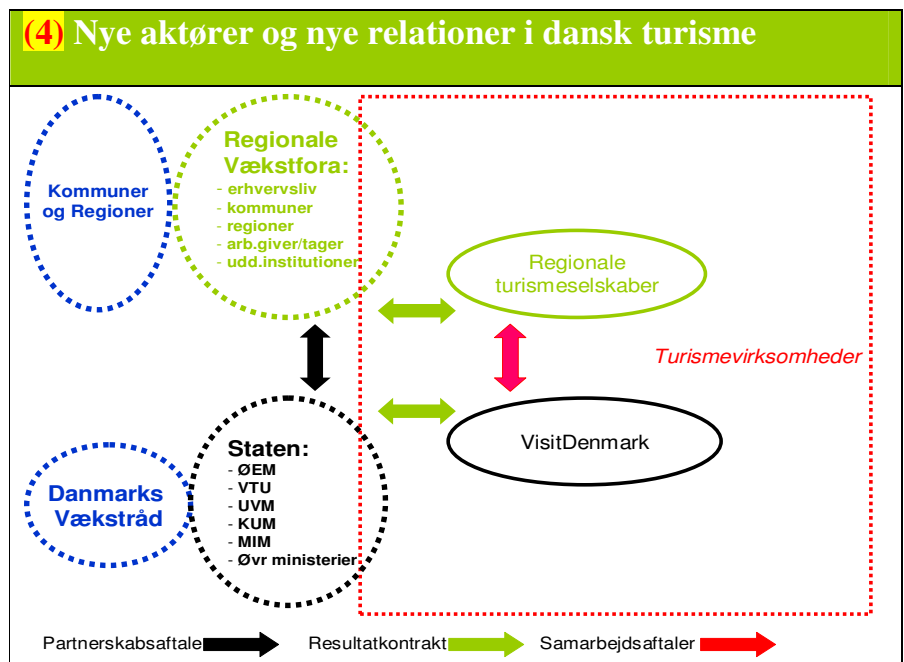 (4) Nye aktører og nye relationer i dansk turisme
Kommuner
og Regioner
Regionale
Vækstfora:
- erhvervsliv
- kommuner
- regioner
- arb.giver/tager
- udd.institutioner
Regionale
turismeselskaber
Turismevirksomheder
Danmarks
Vækstråd
Staten:
- ØEM
- VTU
- UVM
- KUM
- MIM
- Øvr ministerier
VisitDenmark
Partnerskabsaftale
Resultatkontrakt
Samarbejdsaftaler